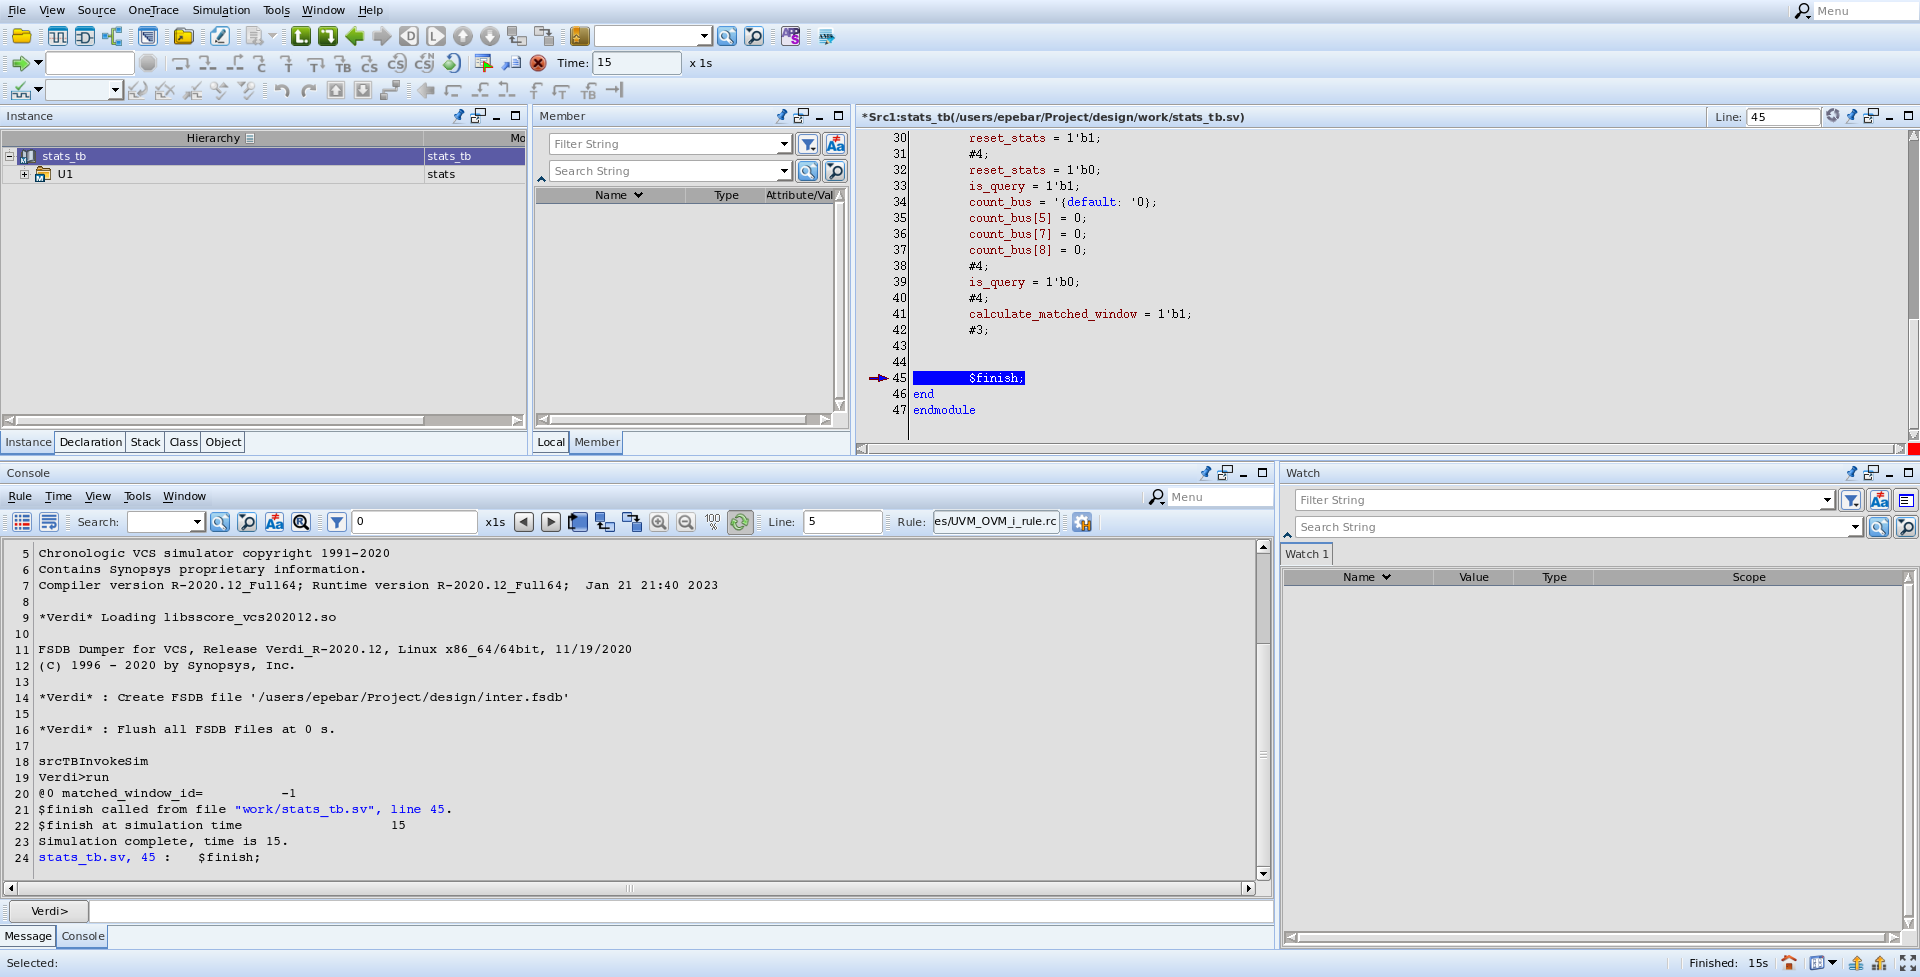 File View Source OneTrace Simulation Tools Window Help Menu
Time: 15 x 1s
Instance
Hierarchy Mo
stats_tb stats_tb
U1 stats
Instance Declaration Stack Class Object
Member
Filter String
Search String
Name Type Attribute/Val
Local Member
*Src1:stats_tb(/users/epebar/Project/design/work/stats_tb.sv) Line: 45
30 reset_stats = 1'b1;
31 #4;
32 reset_stats = 1'b0;
33 is_query = 1'b1;
34 count_bus = '{default: '0};
35 count_bus[5] = 0;
36 count_bus[7] = 0;
37 count_bus[8] = 0;
38 #4;
39 is_query = 1'b0;
40 #4;
41 calculate_matched_window = 1'b1;
42 #3;
43
44
45 $finish;
46 end
47 endmodule
Console
Rule Time View Tools Window Menu
Search: 0 x1s 100 % Line: 5 Rule: es/UVM_OVM_i_rule.rc
5 Chronologic VCS simulator copyright 1991-2020
6 Contains Synopsys proprietary information.
7 Compiler version R-2020.12_Full64; Runtime version R-2020.12_Full64; Jan 21 21:40 2023
8
9 *Verdi* Loading libsscore_vcs202012.so
10
11 FSDB Dumper for VCS, Release Verdi_R-2020.12, Linux x86_64/64bit, 11/19/2020
12 (C) 1996 - 2020 by Synopsys, Inc.
13
14 *Verdi* : Create FSDB file '/users/epebar/Project/design/inter.fsdb'
15
16 *Verdi* : Flush all FSDB Files at 0 s.
17
18 srcTBInvokeSim
19 Verdi>run
20 @0 matched_window_id= -1
21 $finish called from file "work/stats_tb.sv", line 45.
22 $finish at simulation time 15
23 Simulation complete, time is 15.
24 stats_tb.sv, 45 : $finish;
Verdi>
Message Console
Watch
Filter String
Search String
Watch 1
Name Value Type Scope
Selected: Finished: 15s